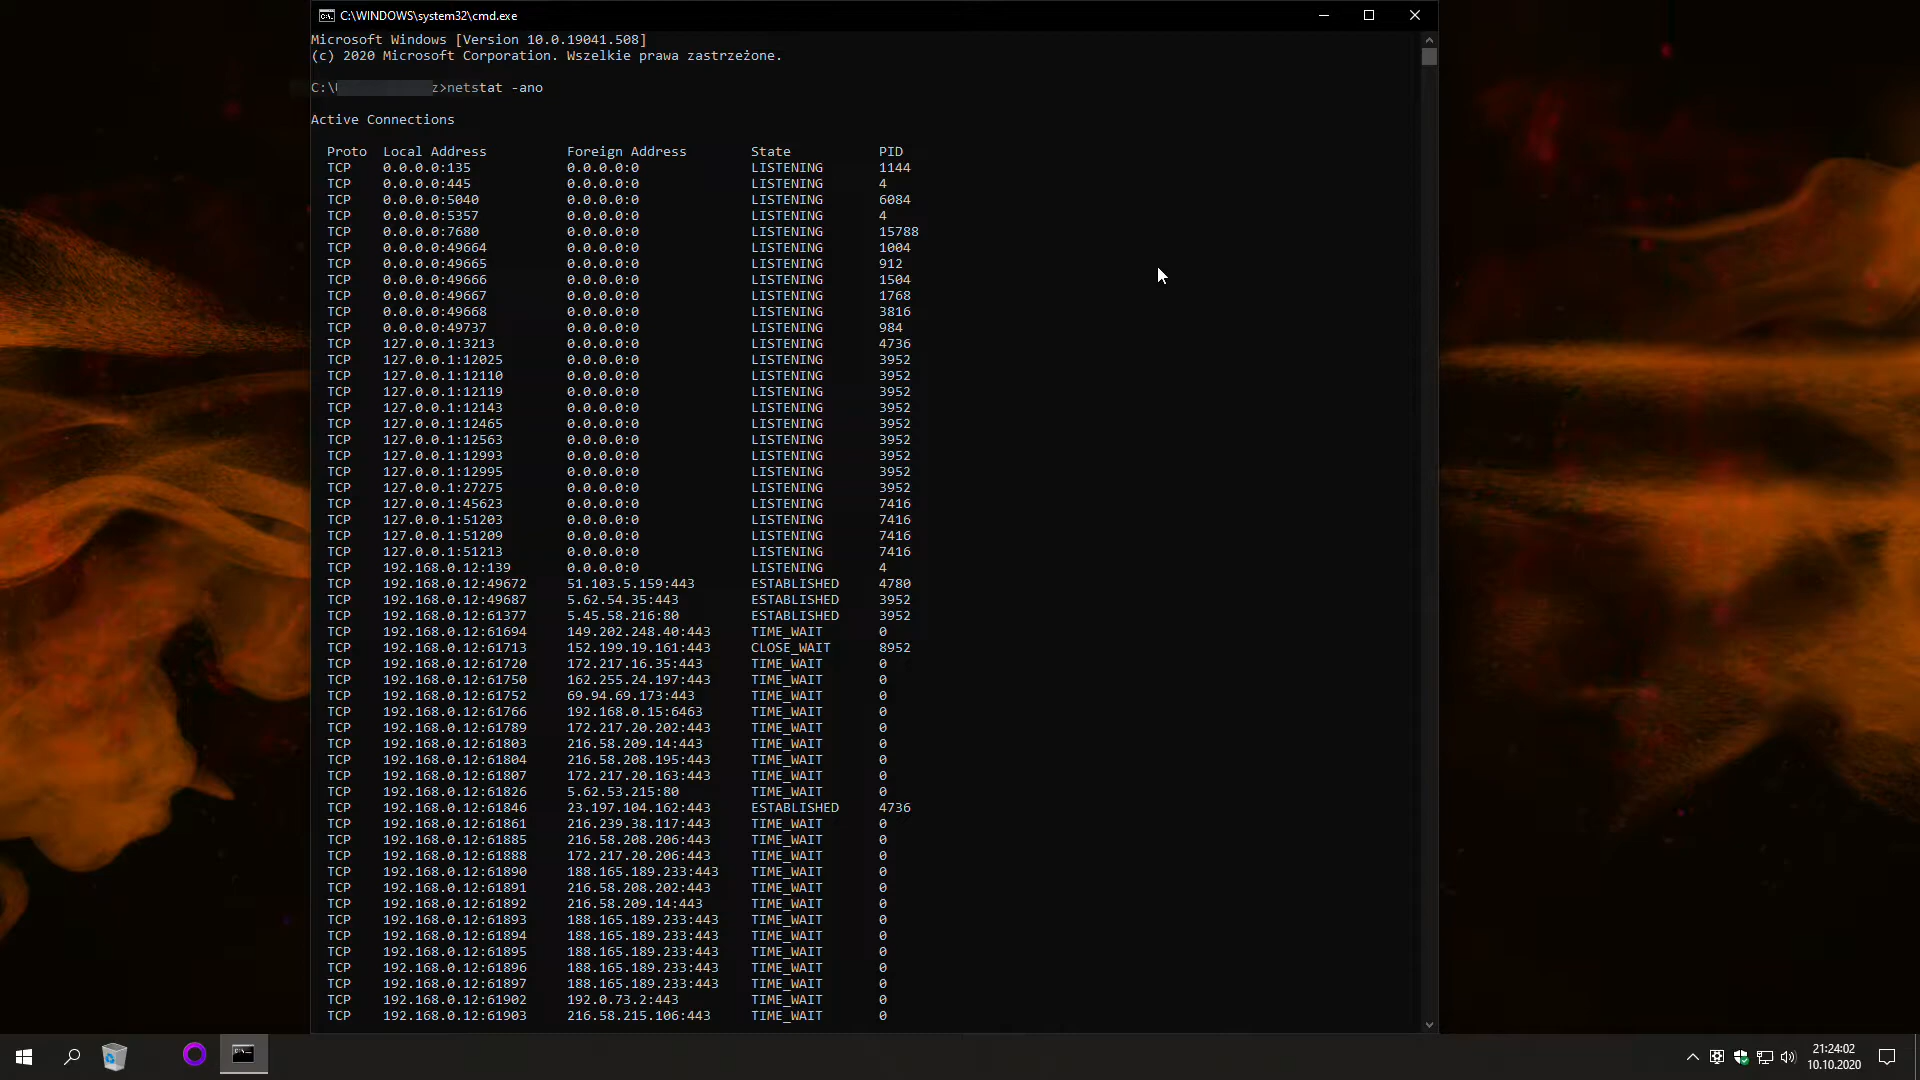 C:\WINDOWS\system32\cmd.exe
Microsoft Windows [Version 10.0.19041.508]
(c) 2020 Microsoft Corporation. Wszelkie prawa zastrzeżone.
C:\ z>netstat -ano
Active Connections
Proto Local Address Foreign Address State PID
TCP 0.0.0.0:135 0.0.0.0:0 LISTENING 1144
TCP 0.0.0.0:445 0.0.0.0:0 LISTENING 4
TCP 0.0.0.0:5040 0.0.0.0:0 LISTENING 6084
TCP 0.0.0.0:5357 0.0.0.0:0 LISTENING 4
TCP 0.0.0.0:7680 0.0.0.0:0 LISTENING 15788
TCP 0.0.0.0:49664 0.0.0.0:0 LISTENING 1004
TCP 0.0.0.0:49665 0.0.0.0:0 LISTENING 912
TCP 0.0.0.0:49666 0.0.0.0:0 LISTENING 1504
TCP 0.0.0.0:49667 0.0.0.0:0 LISTENING 1768
TCP 0.0.0.0:49668 0.0.0.0:0 LISTENING 3816
TCP 0.0.0.0:49737 0.0.0.0:0 LISTENING 984
TCP 127.0.0.1:3213 0.0.0.0:0 LISTENING 4736
TCP 127.0.0.1:12025 0.0.0.0:0 LISTENING 3952
TCP 127.0.0.1:12110 0.0.0.0:0 LISTENING 3952
TCP 127.0.0.1:12119 0.0.0.0:0 LISTENING 3952
TCP 127.0.0.1:12143 0.0.0.0:0 LISTENING 3952
TCP 127.0.0.1:12465 0.0.0.0:0 LISTENING 3952
TCP 127.0.0.1:12563 0.0.0.0:0 LISTENING 3952
TCP 127.0.0.1:12993 0.0.0.0:0 LISTENING 3952
TCP 127.0.0.1:12995 0.0.0.0:0 LISTENING 3952
TCP 127.0.0.1:27275 0.0.0.0:0 LISTENING 3952
TCP 127.0.0.1:45623 0.0.0.0:0 LISTENING 7416
TCP 127.0.0.1:51203 0.0.0.0:0 LISTENING 7416
TCP 127.0.0.1:51209 0.0.0.0:0 LISTENING 7416
TCP 127.0.0.1:51213 0.0.0.0:0 LISTENING 7416
TCP 192.168.0.12:139 0.0.0.0:0 LISTENING 4
TCP 192.168.0.12:49672 51.103.5.159:443 ESTABLISHED 4780
TCP 192.168.0.12:49687 5.62.54.35:443 ESTABLISHED 3952
TCP 192.168.0.12:61377 5.45.58.216:80 ESTABLISHED 3952
TCP 192.168.0.12:61694 149.202.248.40:443 TIME_WAIT 0
TCP 192.168.0.12:61713 152.199.19.161:443 CLOSE_WAIT 8952
TCP 192.168.0.12:61720 172.217.16.35:443 TIME_WAIT 0
TCP 192.168.0.12:61750 162.255.24.197:443 TIME_WAIT 0
TCP 192.168.0.12:61752 69.94.69.173:443 TIME_WAIT 0
TCP 192.168.0.12:61766 192.168.0.15:6463 TIME_WAIT 0
TCP 192.168.0.12:61789 172.217.20.202:443 TIME_WAIT 0
TCP 192.168.0.12:61803 216.58.209.14:443 TIME_WAIT 0
TCP 192.168.0.12:61804 216.58.208.195:443 TIME_WAIT 0
TCP 192.168.0.12:61807 172.217.20.163:443 TIME_WAIT 0
TCP 192.168.0.12:61826 5.62.53.215:80 TIME_WAIT 0
TCP 192.168.0.12:61846 23.197.104.162:443 ESTABLISHED 4736
TCP 192.168.0.12:61861 216.239.38.117:443 TIME_WAIT 0
TCP 192.168.0.12:61885 216.58.208.206:443 TIME_WAIT 0
TCP 192.168.0.12:61888 172.217.20.206:443 TIME_WAIT 0
TCP 192.168.0.12:61890 188.165.189.233:443 TIME_WAIT 0
TCP 192.168.0.12:61891 216.58.208.202:443 TIME_WAIT 0
TCP 192.168.0.12:61892 216.58.209.14:443 TIME_WAIT 0
TCP 192.168.0.12:61893 188.165.189.233:443 TIME_WAIT 0
TCP 192.168.0.12:61894 188.165.189.233:443 TIME_WAIT 0
TCP 192.168.0.12:61895 188.165.189.233:443 TIME_WAIT 0
TCP 192.168.0.12:61896 188.165.189.233:443 TIME_WAIT 0
TCP 192.168.0.12:61897 188.165.189.233:443 TIME_WAIT 0
TCP 192.168.0.12:61902 192.0.73.2:443 TIME_WAIT 0
TCP 192.168.0.12:61903 216.58.215.106:443 TIME_WAIT 0
21:24:02
10.10.2020